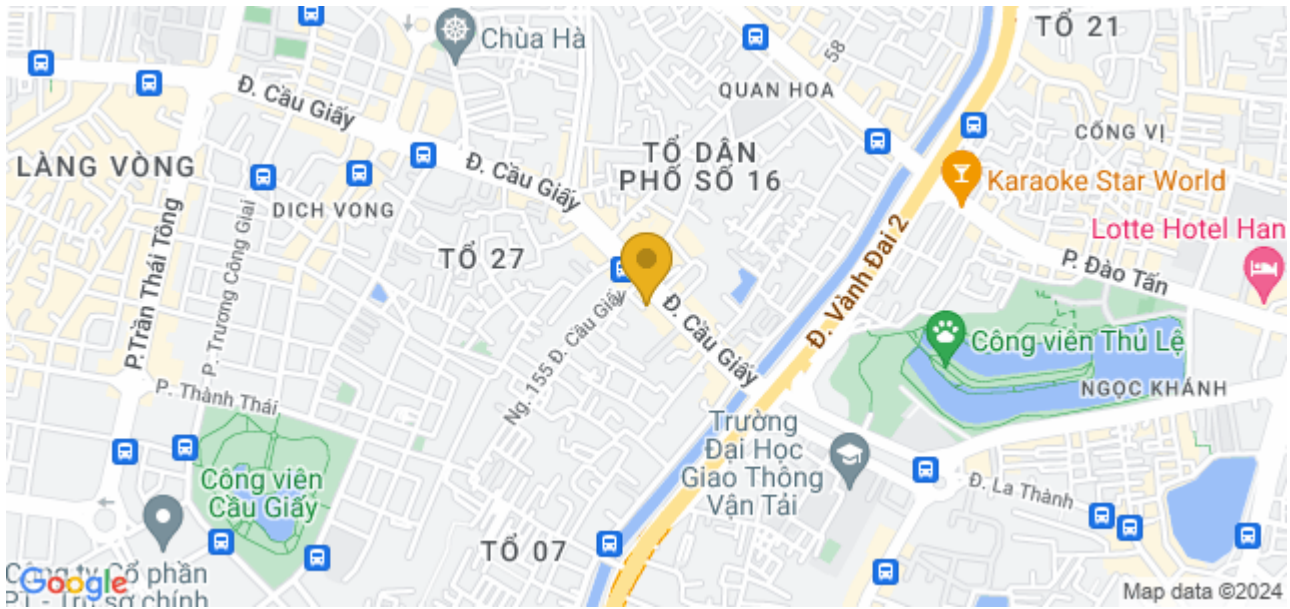 TỔ 21
Chùa Hà
58
QUAN HOA
Đ. Cầu Giấy
CỐNG VỊ
LÀNG VÒNG
Đ. Cầu Giấy
TỔ DÂN
PHỐ SỐ 16
Karaoke Star World
DICH VONG
P. Trương Công Giai
P.Trần Thái Tông
TỔ 27
Lotte Hotel Han
P. Đào Tấn
Đ. Vành Đai 2
Ng. 155 Đ. Cầu Giấy
Đ. Cầu Giấy
Công viên Thủ Lệ
NGỌC KHÁNH
P. Thành Thái
Trường
Đại Học
Giao Thông
Vận Tải
Công viên
Cầu Giấy
Đ. La Thành
TỔ 07
Công ty Cổ phần
Google
Map data ©2024